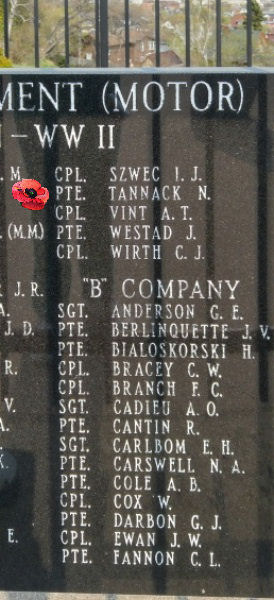 MENT (MOTOR)
– WW II
. M CPL. SZWEC I. J.
PTE. TANNACK N.
CPL. VINT A. T.
. (M.M) PTE. WESTAD J.
CPL. WIRTH C. J.
J. R. "B" COMPANY
A. SGT. ANDERSON G. E.
J. D. PTE. BERLINQUETTE J. V.
PTE. BIALOSKORSKI H.
R. CPL. BRACEY C. W.
CPL. BRANCH F. C.
V. SGT. CADIEU A. O.
A. PTE. CANTIN R.
. SGT. CARLBOM E. H.
K. PTE. CARSWELL N. A.
PTE. COLE A. B.
CPL. COX W.
PTE. DARBON G. J.
E. CPL. EWAN J. W.
PTE. FANNON C. L.